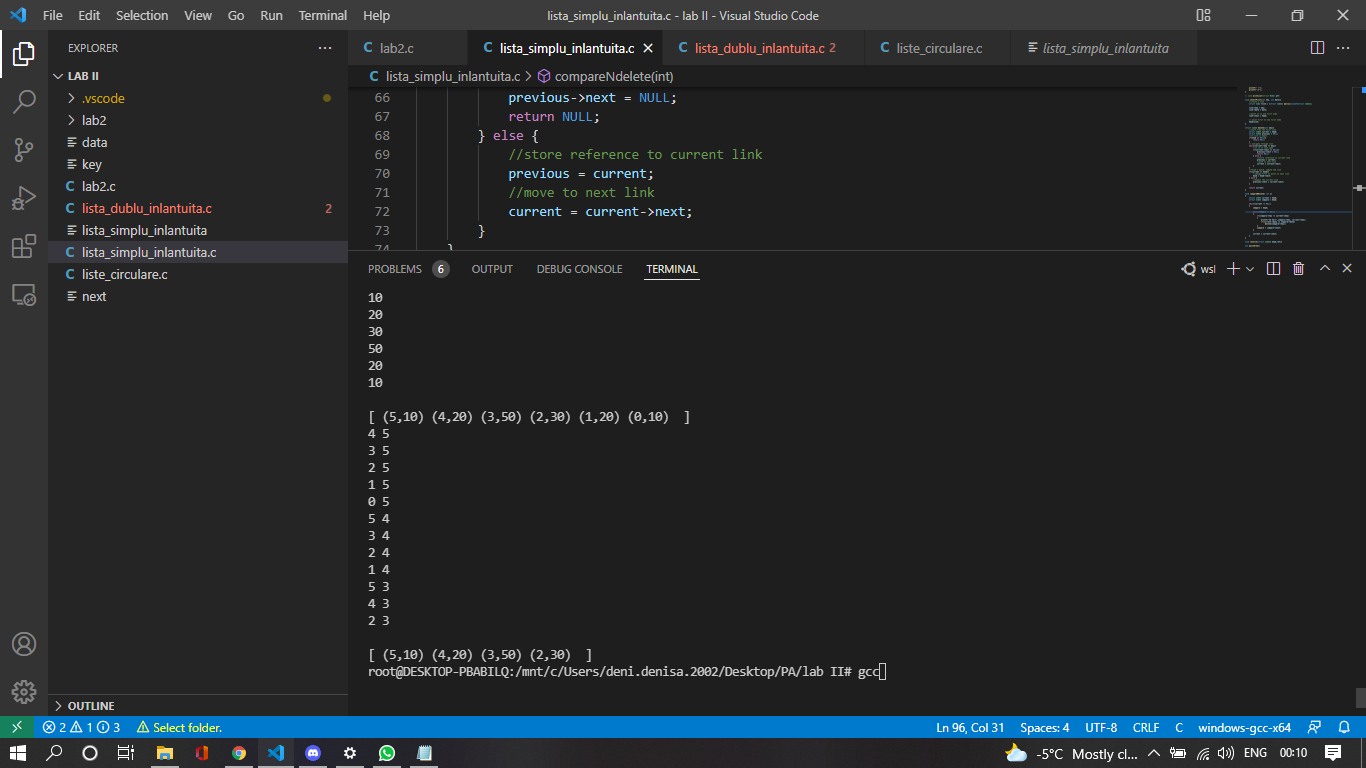 File Edit Selection View Go Run Terminal Help
lista_simplu_inlantuita.c - lab II - Visual Studio Code
EXPLORER
LAB II
.vscode
lab2
data
key
lab2.c
lista_dublu_inlantuita.c 2
lista_simplu_inlantuita
lista_simplu_inlantuita.c
liste_circulare.c
next
OUTLINE
lab2.c
lista_simplu_inlantuita.c
lista_dublu_inlantuita.c 2
liste_circulare.c
lista_simplu_inlantuita
lista_simplu_inlantuita.c > compareNdelete(int)
66 previous->next = NULL;
67 return NULL;
68 } else {
69 //store reference to current link
70 previous = current;
71 //move to next link
72 current = current->next;
73 }
74 }
PROBLEMS 6 OUTPUT DEBUG CONSOLE TERMINAL
wsl
10
20
30
50
20
10
[ (5,10) (4,20) (3,50) (2,30) (1,20) (0,10)  ]
4 5
3 5
2 5
1 5
0 5
5 4
3 4
2 4
1 4
5 3
4 3
2 3
[ (5,10) (4,20) (3,50) (2,30)  ]
root@DESKTOP-PBABILQ:/mnt/c/Users/deni.denisa.2002/Desktop/PA/lab II# gcc
2 1 3 Select folder.
Ln 96, Col 31 Spaces: 4 UTF-8 CRLF C windows-gcc-x64
-5°C Mostly cl... ENG 00:10